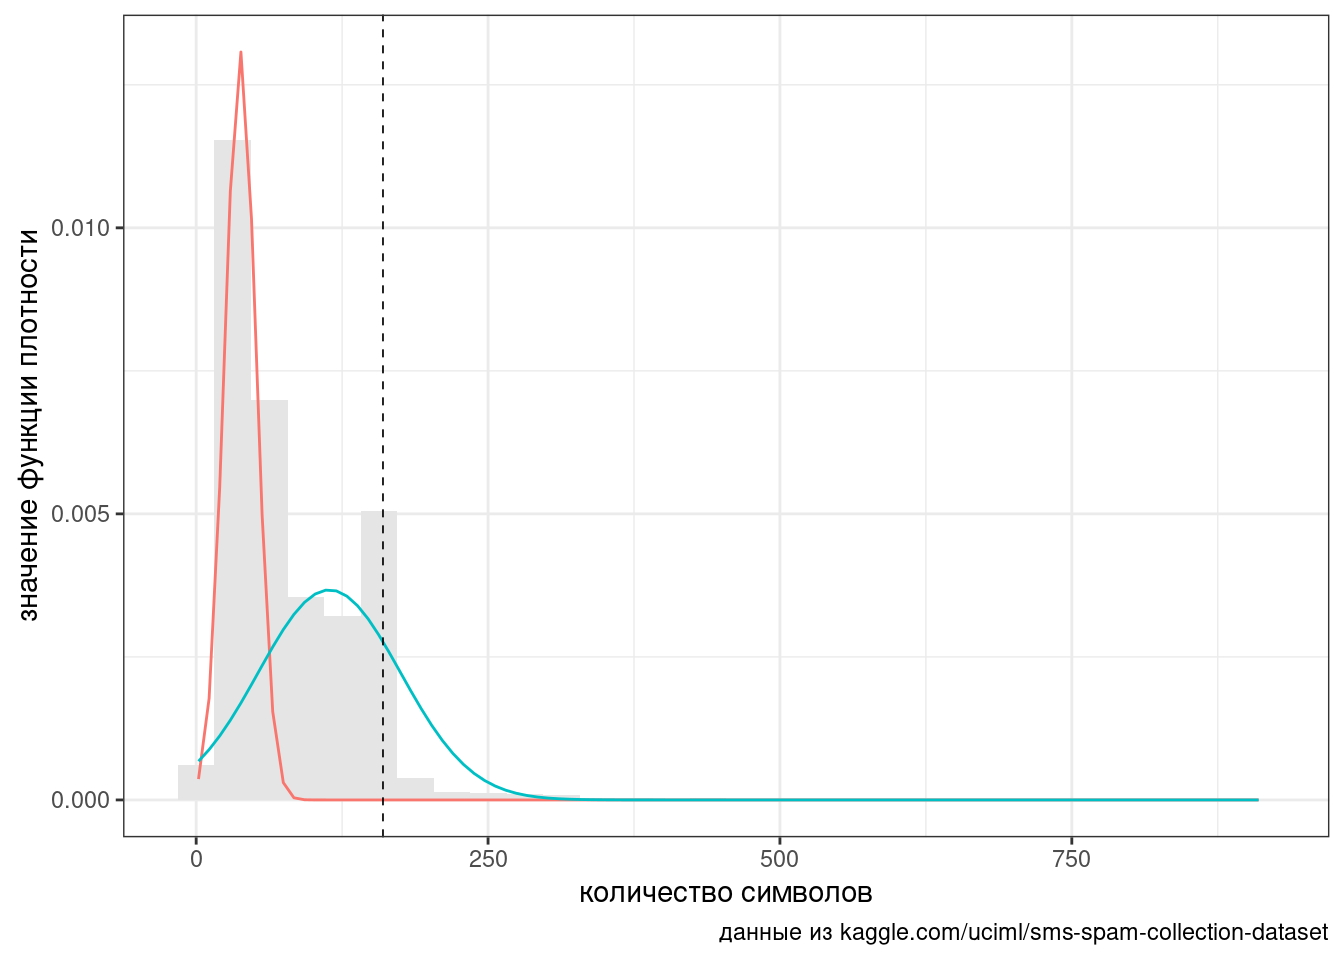 значение функции плотности
0.010
0.005
0.000
0 250 500 750
количество символов
данные из kaggle.com/uciml/sms-spam-collection-dataset